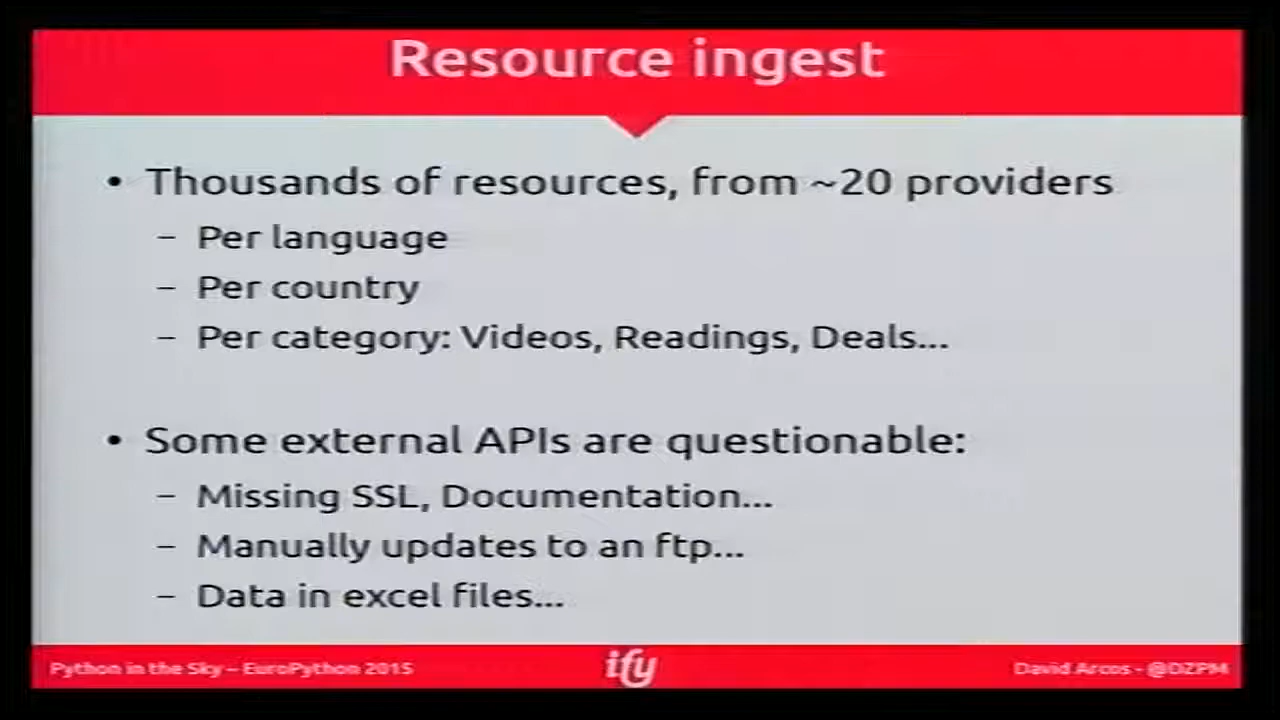 Resource ingest
• Thousands of resources, from ~20 providers
– Per language
– Per country
– Per category: Videos, Readings, Deals...
• Some external APIs are questionable:
– Missing SSL, Documentation...
– Manually updates to an ftp...
– Data in excel files...
Python in the Sky – EuroPython 2015
ify
David Arcos - @DZPM